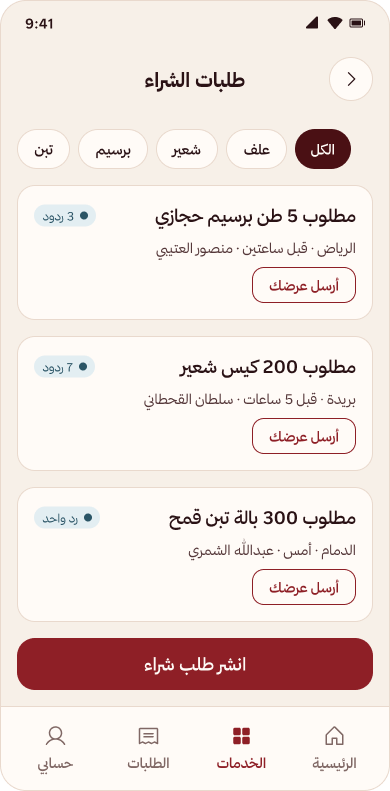 9:41
طلبات الشراء
الكل
علف
شعير
برسيم
تبن
مطلوب 5 طن برسيم حجازي
3 ردود
الرياض · قبل ساعتين · منصور العتيبي
أرسل عرضك
مطلوب 200 كيس شعير
7 ردود
بريدة · قبل 5 ساعات · سلطان القحطاني
أرسل عرضك
مطلوب 300 بالة تبن قمح
رد واحد
الدمام · أمس · عبدالله الشمري
أرسل عرضك
انشر طلب شراء
الرئيسية
الخدمات
الطلبات
حسابي